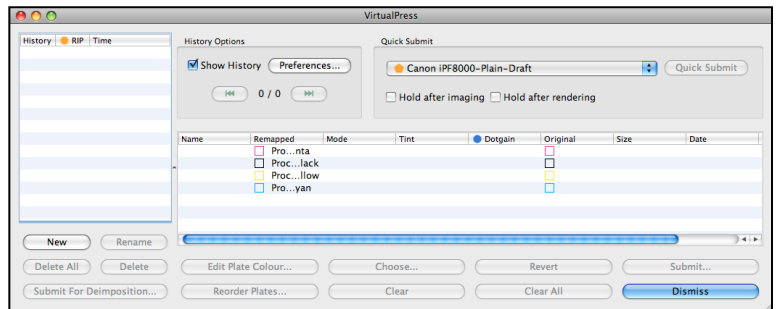 VirtualPress
History RIP Time
History Options
Show History Preferences...
0 / 0
Quick Submit
Canon iPF8000-Plain-Draft Quick Submit
Hold after imaging Hold after rendering
Name Remapped Mode Tint Dotgain Original Size Date
Pro...nta
Proc...lack
Proc...llow
Pro...yan
New Rename
Delete All Delete Edit Plate Colour... Choose... Revert Submit...
Submit For Deimposition... Reorder Plates... Clear Clear All Dismiss